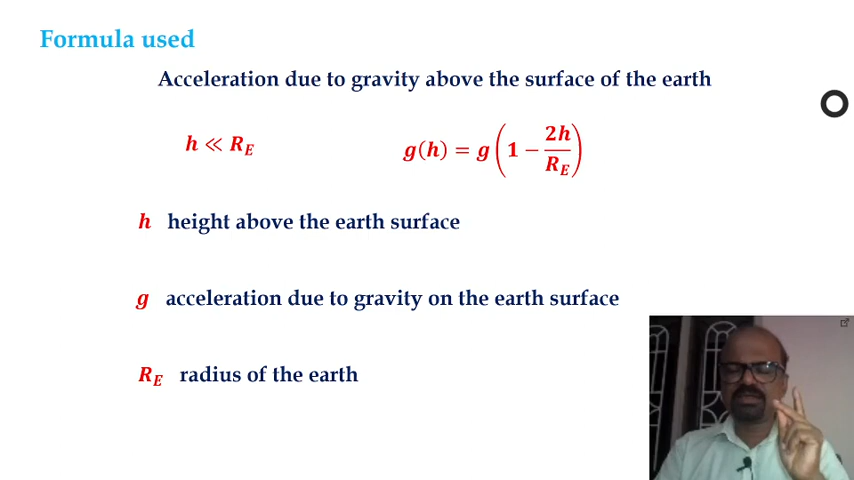 Formula used
Acceleration due to gravity above the surface of the earth
h ≪ R_E
g(h) = g(1 − 2h/R_E)
h height above the earth surface
g acceleration due to gravity on the earth surface
R_E radius of the earth